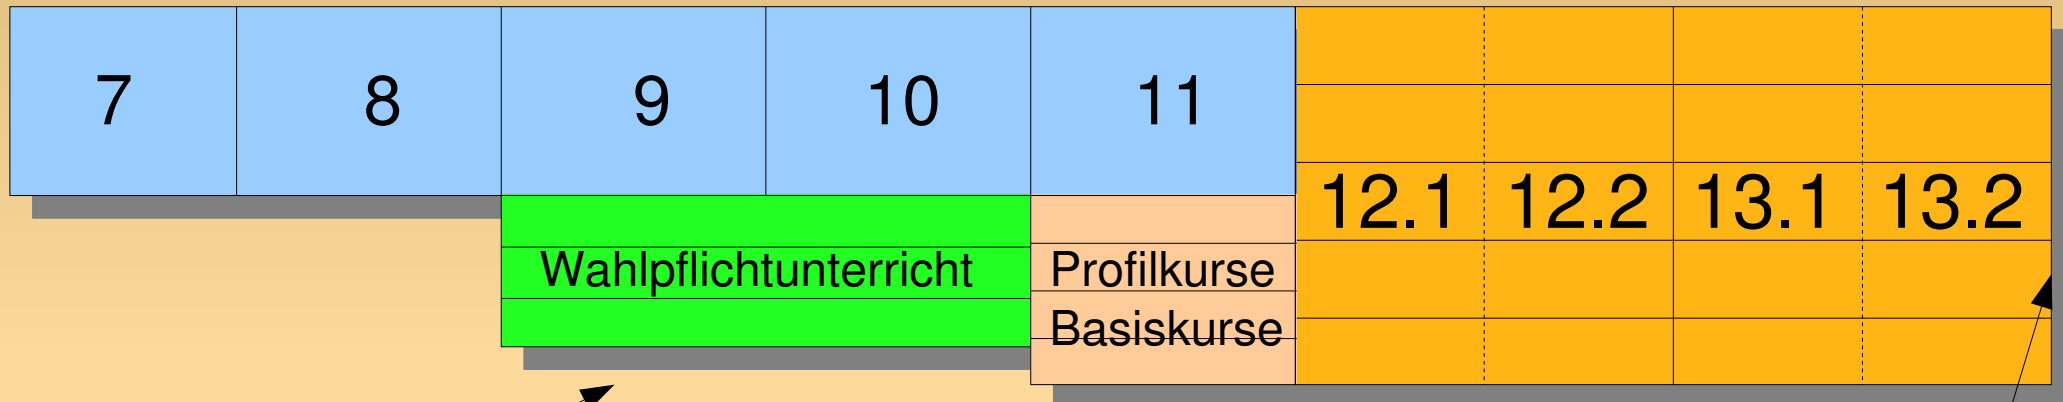 7 8 9 10 11
12.1 12.2 13.1 13.2
Wahlpflichtunterricht Profilkurse
Basiskurse